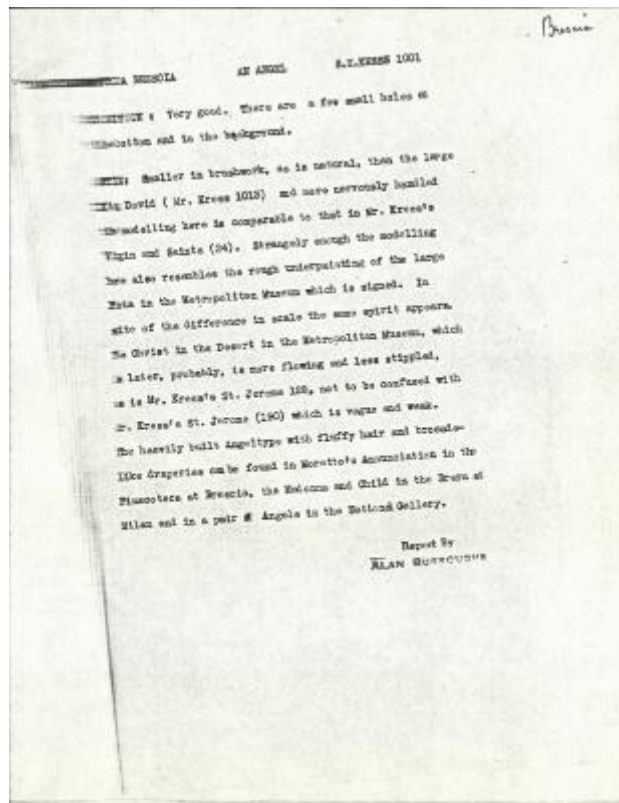 Brescia
DA BRESCIA AN ANGEL S.H.KRESS 1001
: Very good. There are a few small holes at
thebottom and in the background.
Smaller in brushwork, as is natural, than the large
David ( Mr. Kress 1013) and more nervously handled
themodelling here is comparable to that in Mr. Kress's
Virgin and Saints (24). Strangely enough the modelling
here also resembles the rough underpainting of the large
in the Metropolitan Museum which is signed. In
spite of the difference in scale the same spirit appears.
The Christ in the Desert in the Metropolitan Museum, which
is later, probably, is more flowing and less stippled,
as is Mr. Kress's St. Jerome 128, not to be confused with
Mr. Kress's St. Jerome (190) which is vague and weak.
The heavily built Angeltype with fluffy hair and
like draperies canbe found in Moretto's Annunciation in the
at Brescia, the Madonna and Child in the Brera at
Milan and in a pair Angels in the National Gallery.
Report By
ALAN BURROUGHS